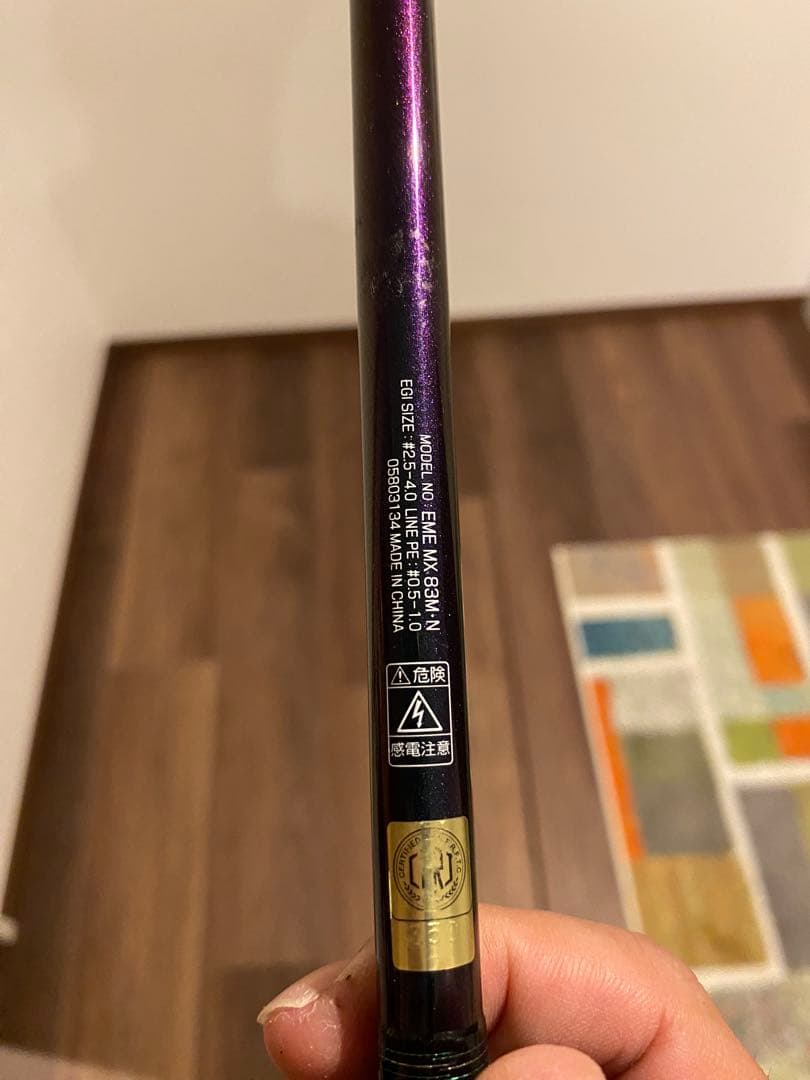 MODEL NO : EME MX 83M･N
EGI SIZE : #2.5-4.0 LINE PE : #0.5-1.0
05803134 MADE IN CHINA
⚠危険
感電注意